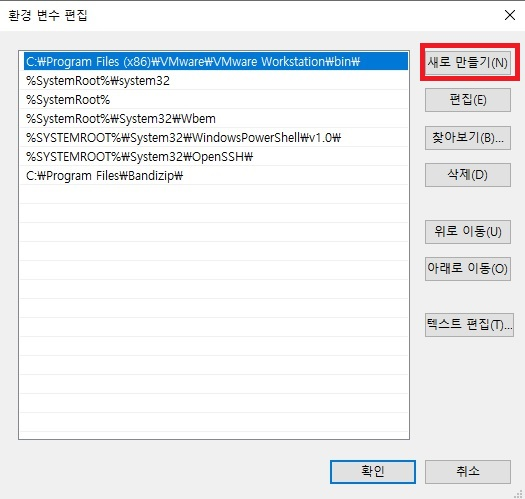 환경 변수 편집
C:₩Program Files (x86)₩VMware₩VMware Workstation₩bin₩
새로 만들기(N)
%SystemRoot%₩system32
%SystemRoot%
편집(E)
%SystemRoot%₩System32₩Wbem
%SYSTEMROOT%₩System32₩WindowsPowerShell₩v1.0₩
찾아보기(B)...
%SYSTEMROOT%₩System32₩OpenSSH₩
C:₩Program Files₩Bandizip₩
삭제(D)
위로 이동(U)
아래로 이동(O)
텍스트 편집(T)...
확인
취소